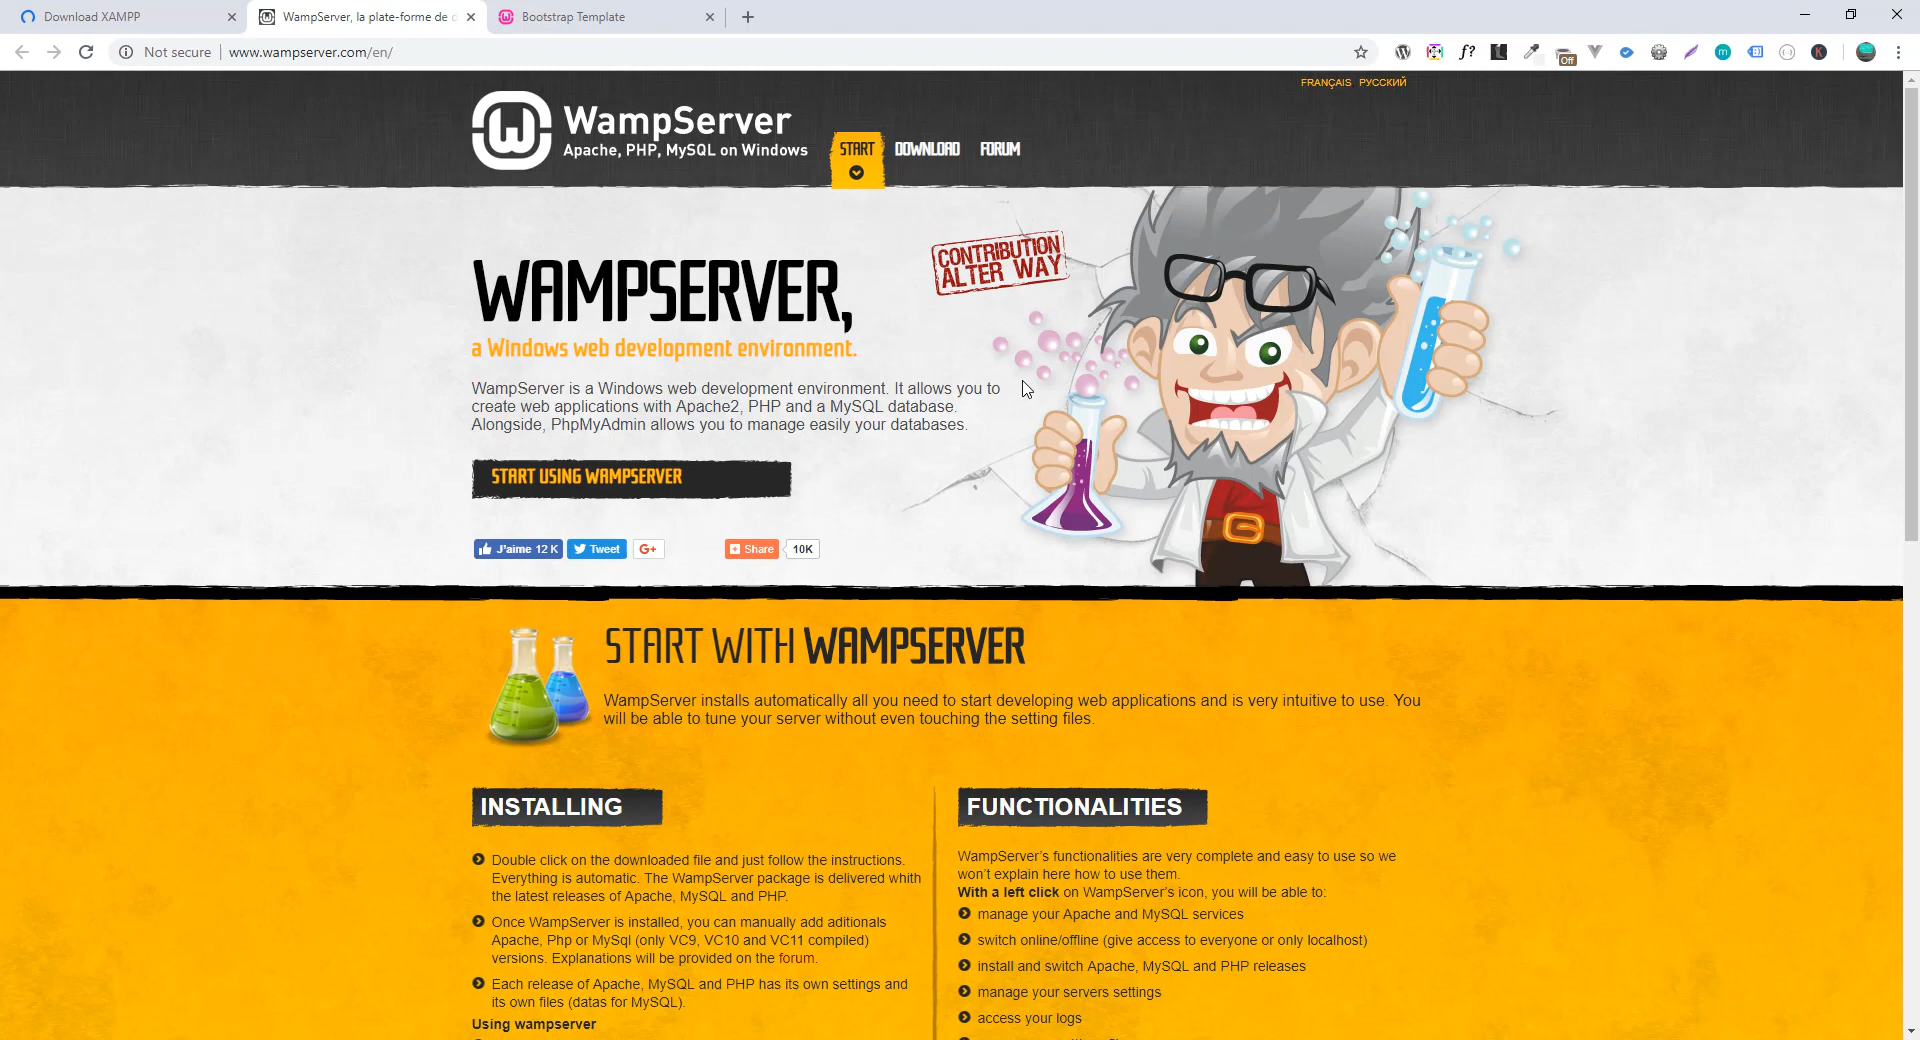 Download XAMPP
WampServer, la plate-forme de d
Bootstrap Template
Not secure
www.wampserver.com/en/
f?
Off
m
K
FRANÇAIS РУССКИЙ
WampServer
Apache, PHP, MySQL on Windows
START
DOWNLOAD
FORUM
CONTRIBUTION
ALTER WAY
WAMPSERVER,
a Windows web development environment.
WampServer is a Windows web development environment. It allows you to
create web applications with Apache2, PHP and a MySQL database.
Alongside, PhpMyAdmin allows you to manage easily your databases.
START USING WAMPSERVER
J'aime 12 K
Tweet
G+
Share
10K
START WITH WAMPSERVER
WampServer installs automatically all you need to start developing web applications and is very intuitive to use. You
will be able to tune your server without even touching the setting files.
INSTALLING
Double click on the downloaded file and just follow the instructions.
Everything is automatic. The WampServer package is delivered whith
the latest releases of Apache, MySQL and PHP.
Once WampServer is installed, you can manually add aditionals
Apache, Php or MySql (only VC9, VC10 and VC11 compiled)
versions. Explanations will be provided on the forum.
Each release of Apache, MySQL and PHP has its own settings and
its own files (datas for MySQL).
Using wampserver
FUNCTIONALITIES
WampServer's functionalities are very complete and easy to use so we
won't explain here how to use them.
With a left click on WampServer's icon, you will be able to:
manage your Apache and MySQL services
switch online/offline (give access to everyone or only localhost)
install and switch Apache, MySQL and PHP releases
manage your servers settings
access your logs